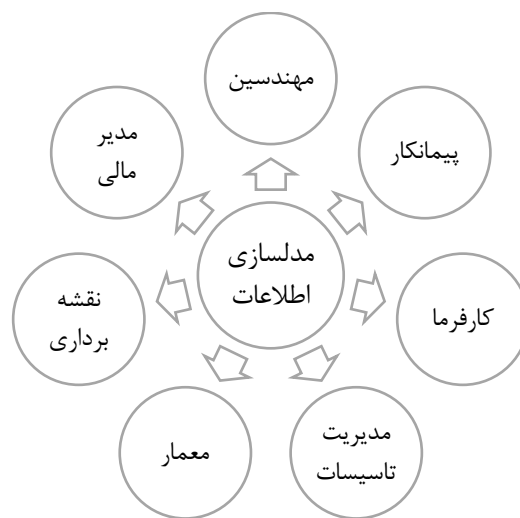 مهندسین
پیمانکار
مدیر
مالی
مدلسازی
اطلاعات
کارفرما
نقشه
برداری
مدیریت
تاسیسات
معمار